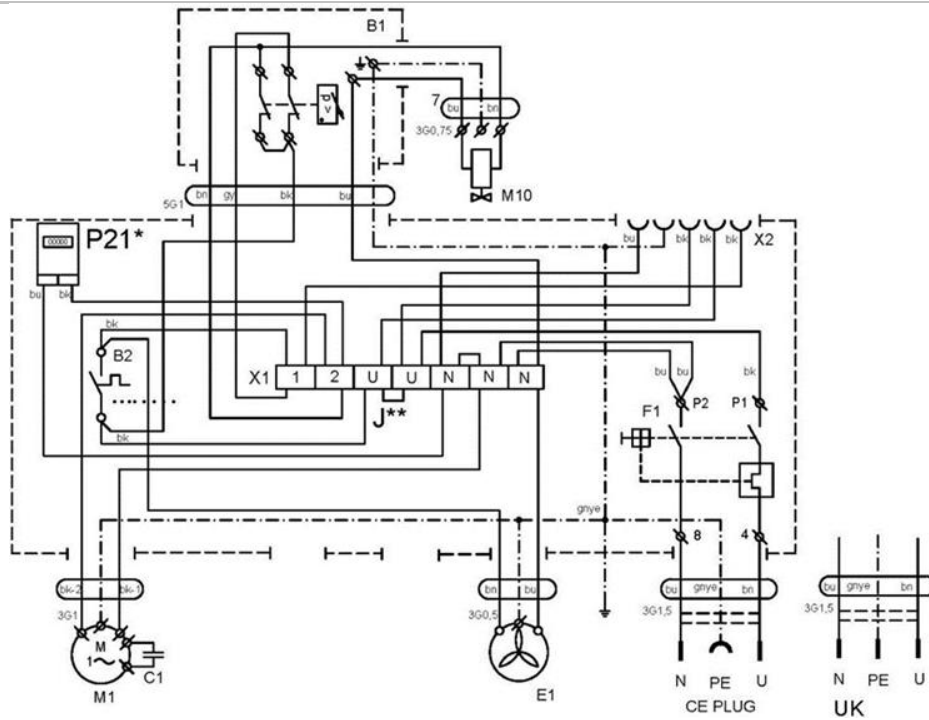 B1
p
v
7
bu
bn
3G0,75
M10
bn
gy
bk
bu
5G1
00000
P21*
bu
bk
bu
bk
bk
X2
bk
B2
bk
X1
1
2
U
U
N
N
N
J**
bu
bu
bk
P2
P1
F1
gnye
8
4
bk-2
bk-1
3G1
M
1~
C1
M1
bn
bu
3G0,5
E1
bu
gnye
bn
3G1,5
N
PE
U
CE PLUG
bu
gnye
bn
3G1,5
N
PE
U
UK